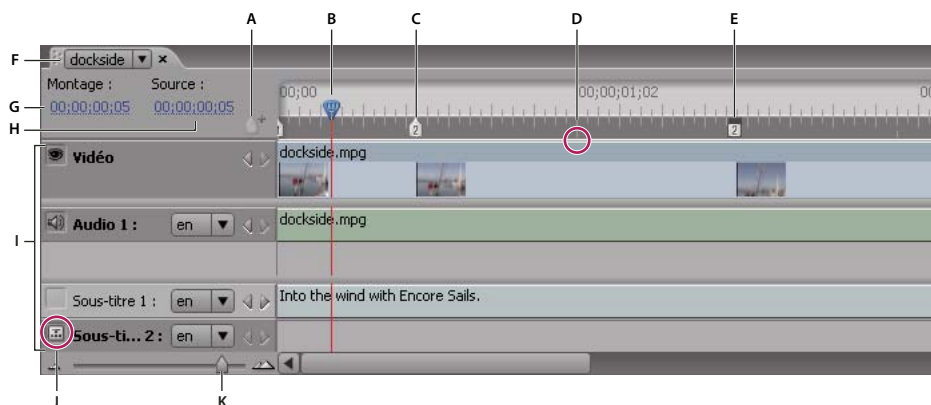 A B C D E
F dockside
Montage : Source :
G 00;00;00;05 00;00;00;05
H
00;00 00;00;01;02 00
2 2
Vidéo dockside.mpg
I Audio 1 : en dockside.mpg
Sous-titre 1 : en Into the wind with Encore Sails.
Sous-ti... 2 : en
J K